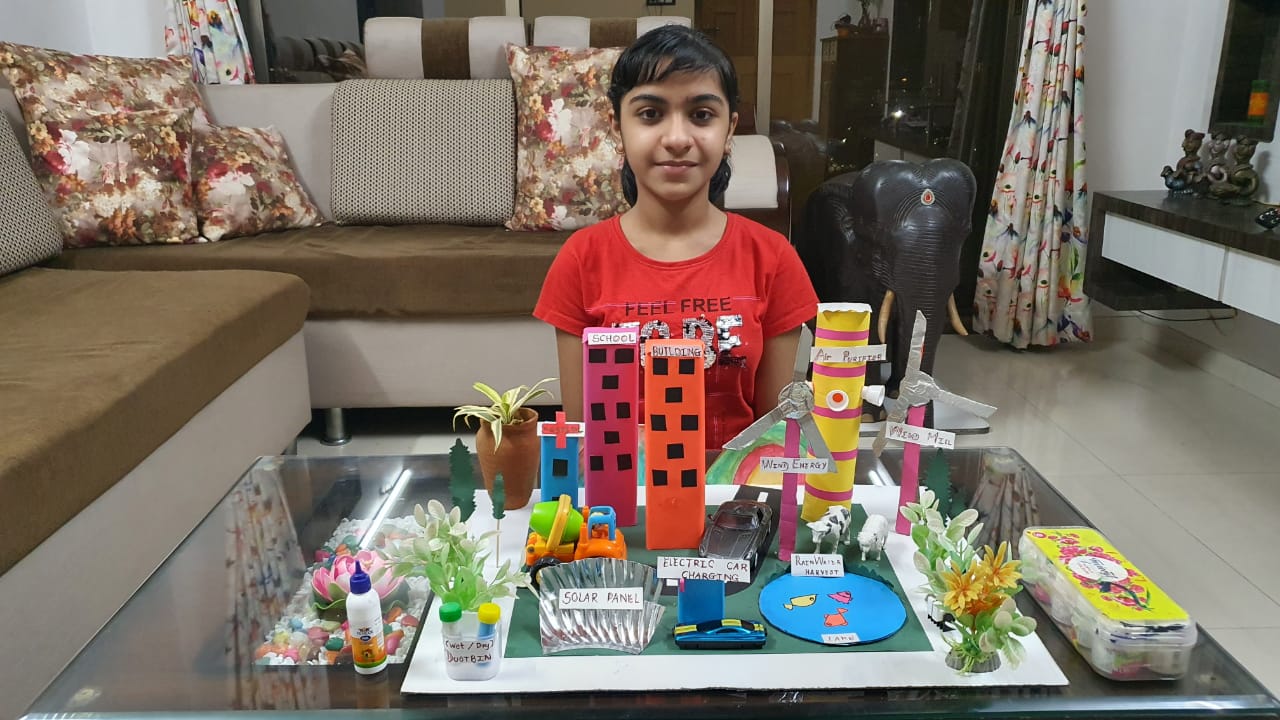 FEEL FREE
SCHOOL
BUILDING
AIR PURIFIER
WIND MILL
WIND ENERGY
ELECTRIC CAR
CHARGING
RAIN WATER
HARVEST
SOLAR PANEL
LAKE
(WET / DRY)
DUSTBIN